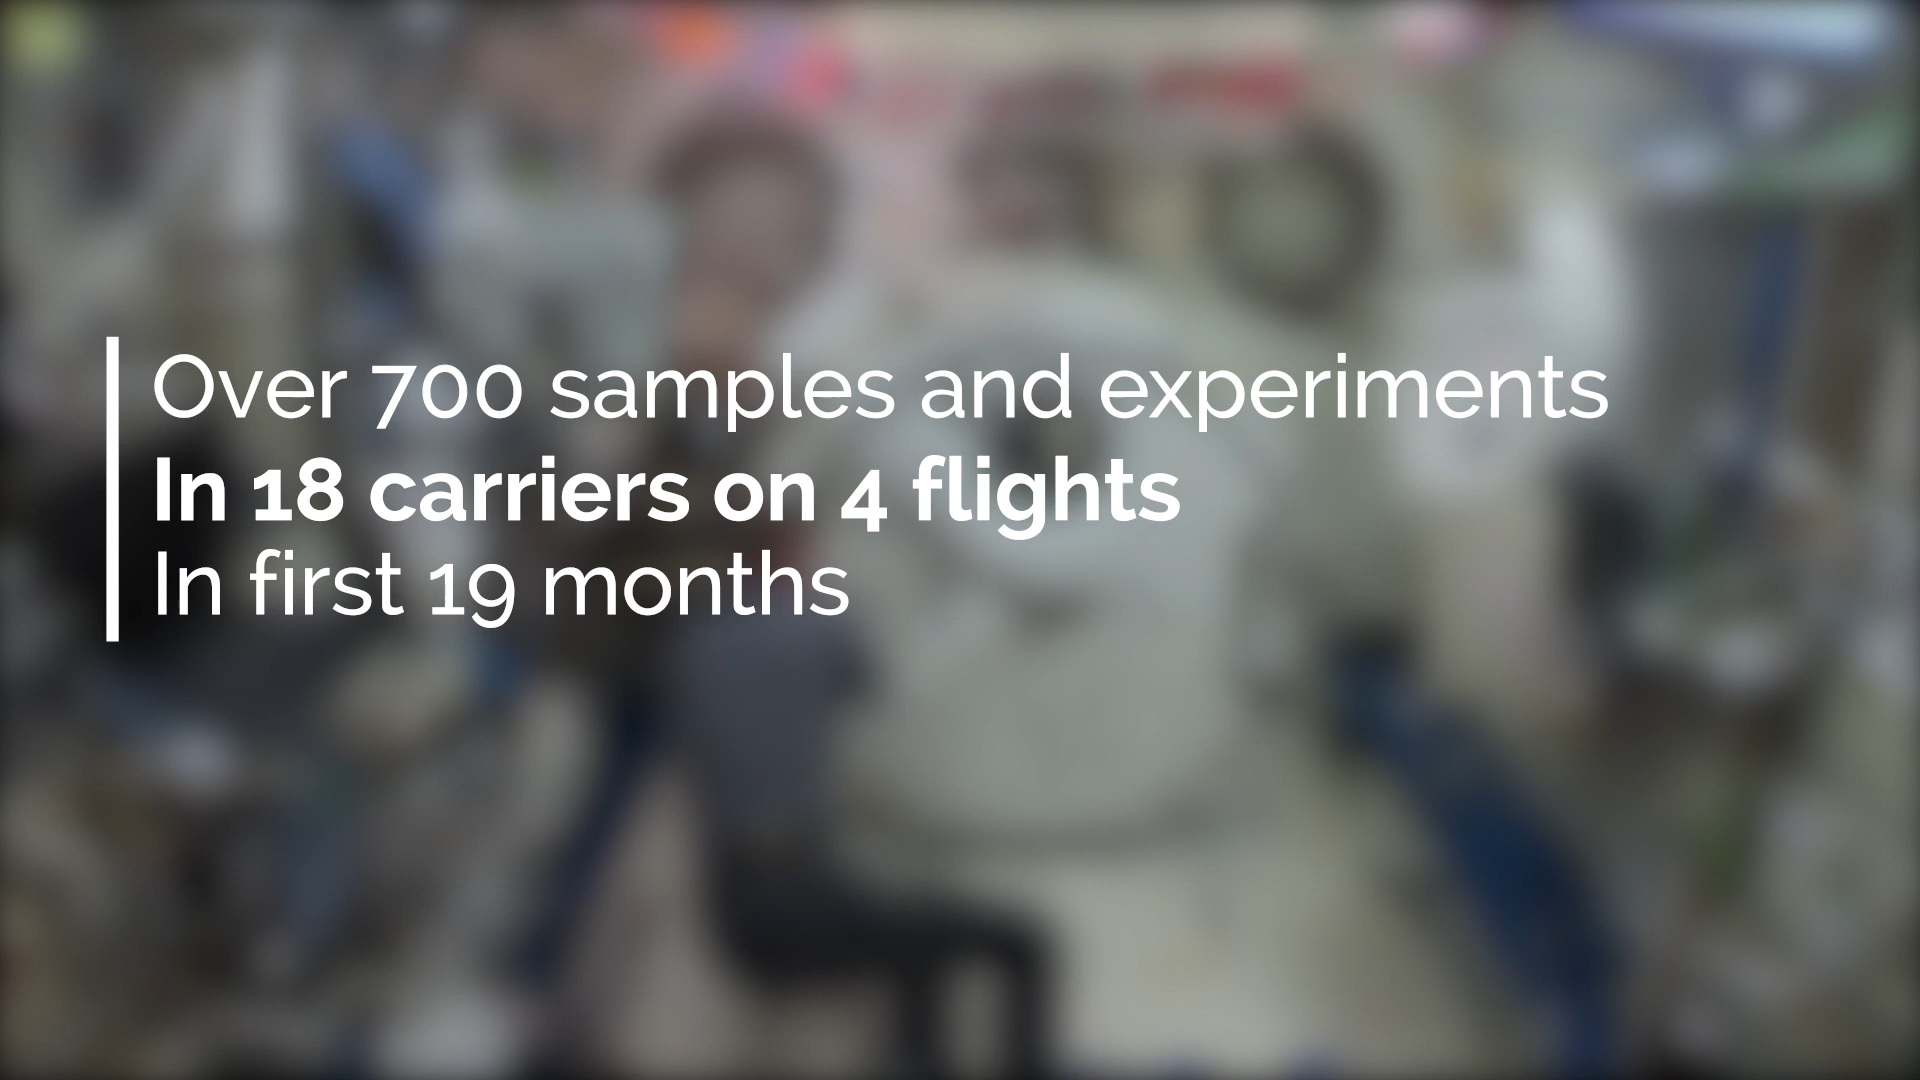 Over 700 samples and experiments
In 18 carriers on 4 flights
In first 19 months